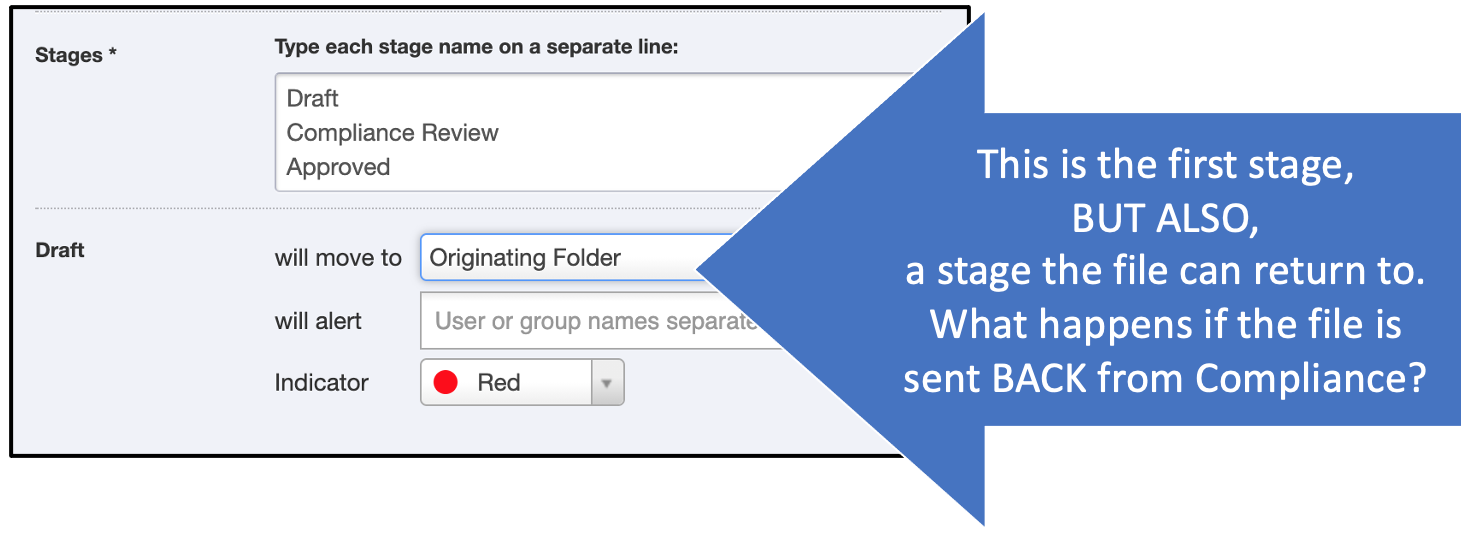 Stages *
Type each stage name on a separate line:
Draft
Compliance Review
Approved
Draft
will move to
Originating Folder
will alert
User or group names separate
Indicator
Red
This is the first stage,
BUT ALSO,
a stage the file can return to.
What happens if the file is
sent BACK from Compliance?